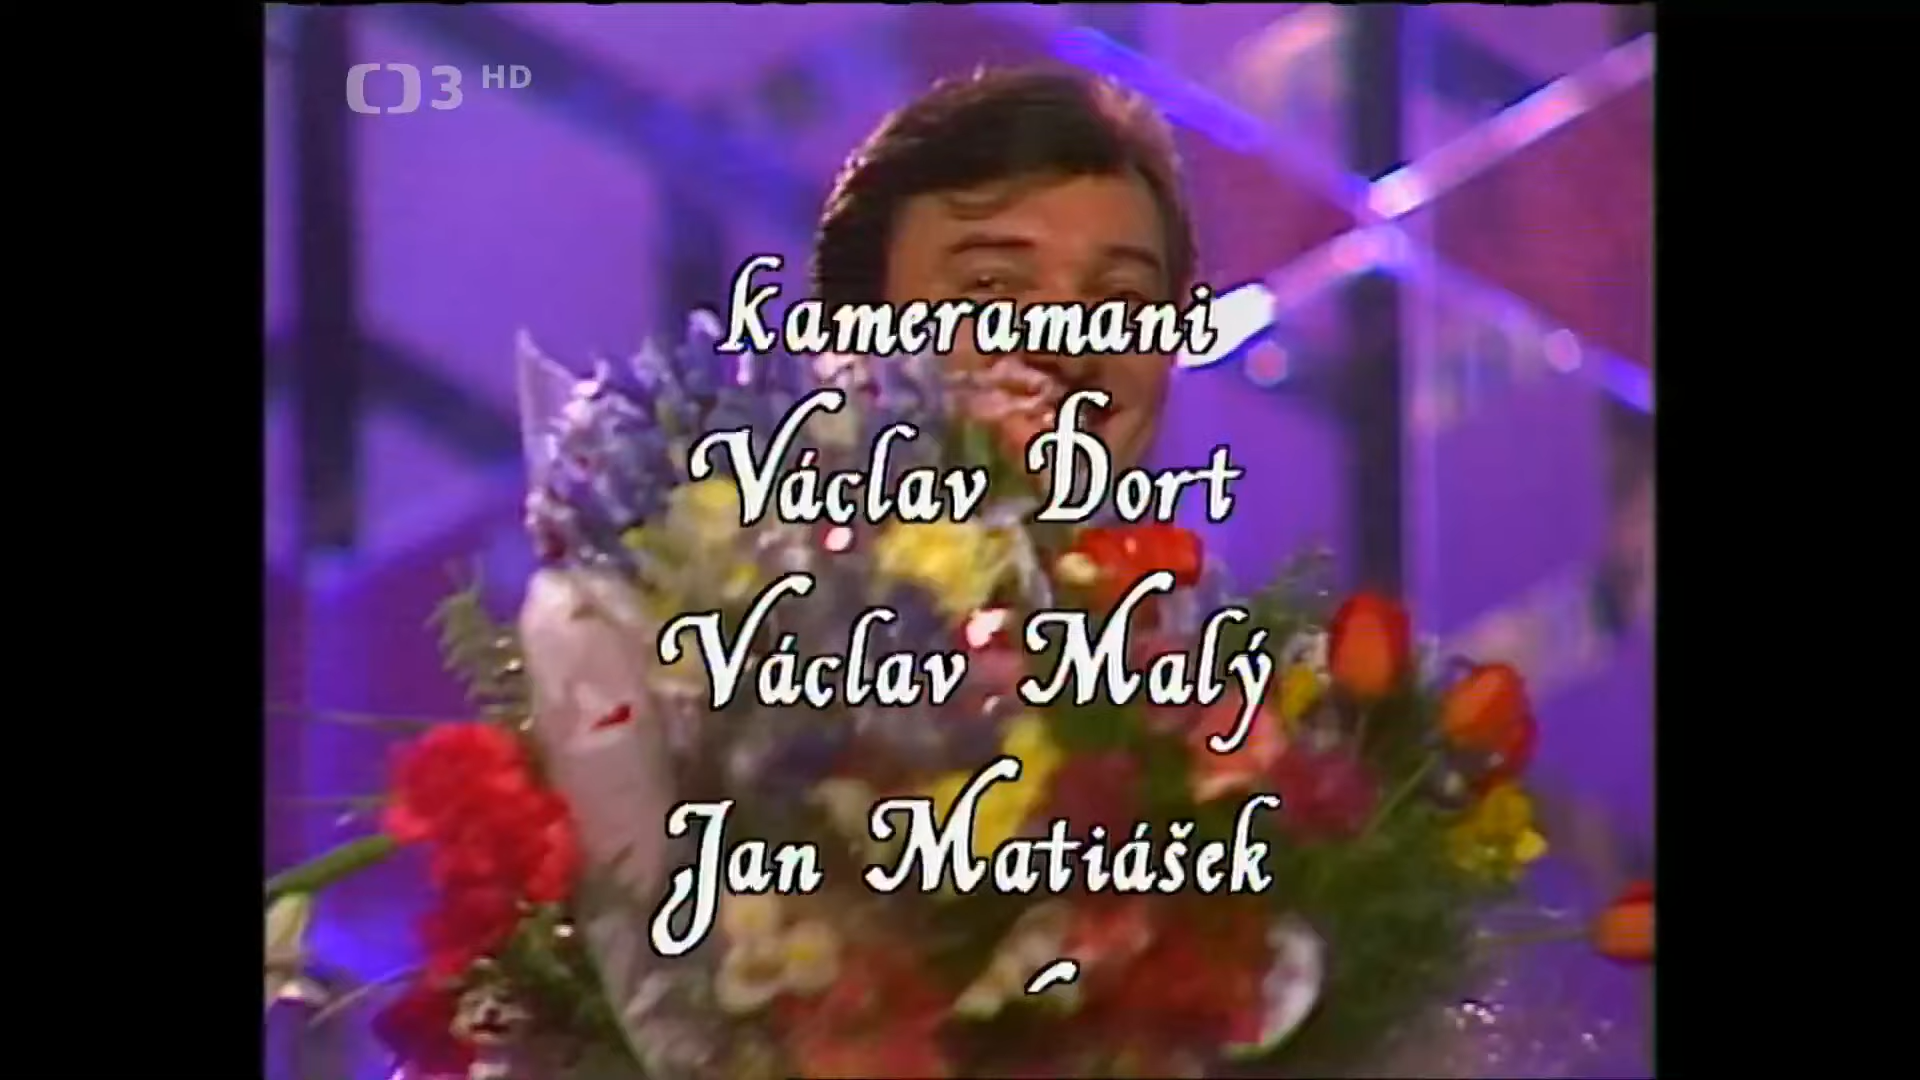 ČT3 HD
kameramani
Václav Dort
Václav Malý
Jan Matiášek